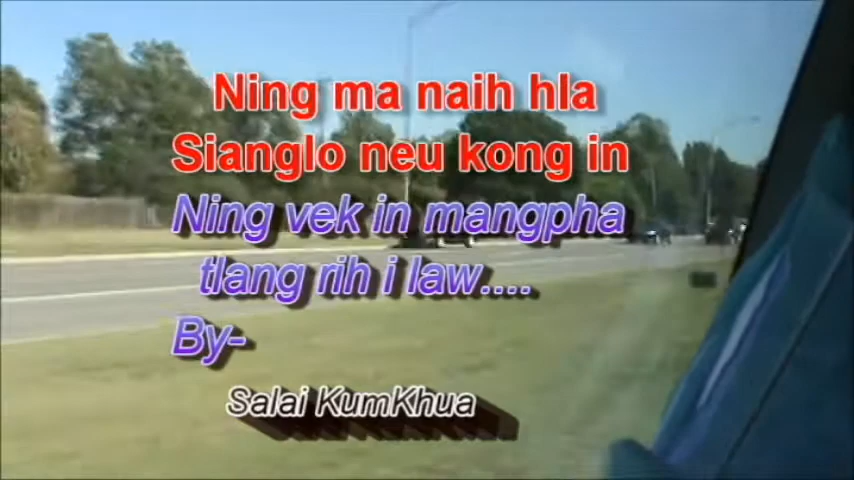 Ning ma naih hla
Sianglo neu kong in
Ning vek in mangpha
tlang rih i law....
By-
Salai KumKhua